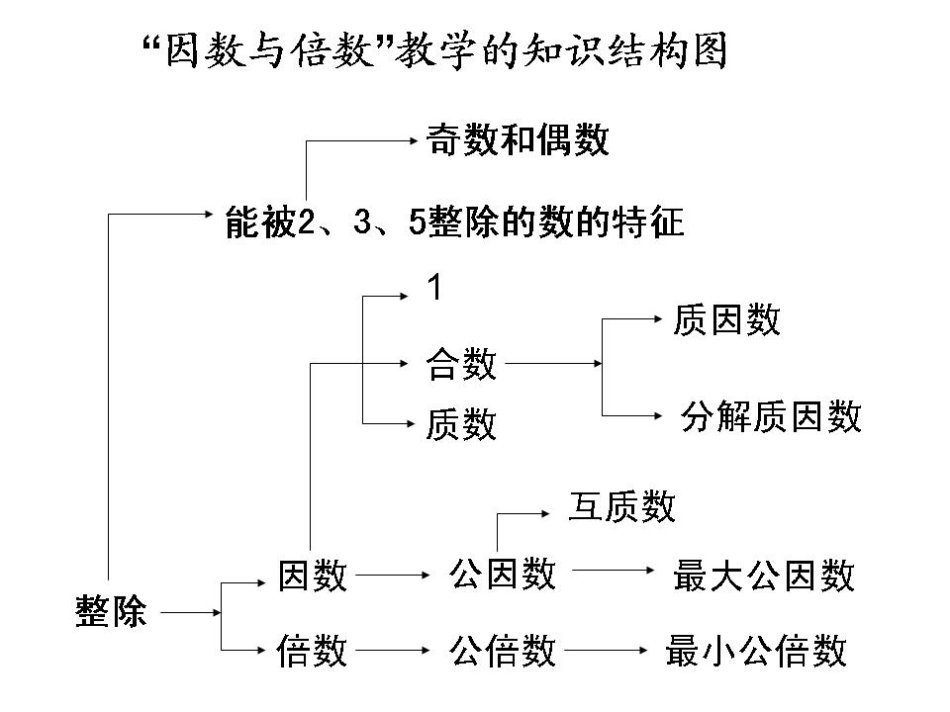 “因数与倍数”教学的知识结构图
奇数和偶数
能被2、3、5整除的数的特征
1
质因数
合数
分解质因数
质数
互质数
因数
公因数
最大公因数
整除
倍数
公倍数
最小公倍数